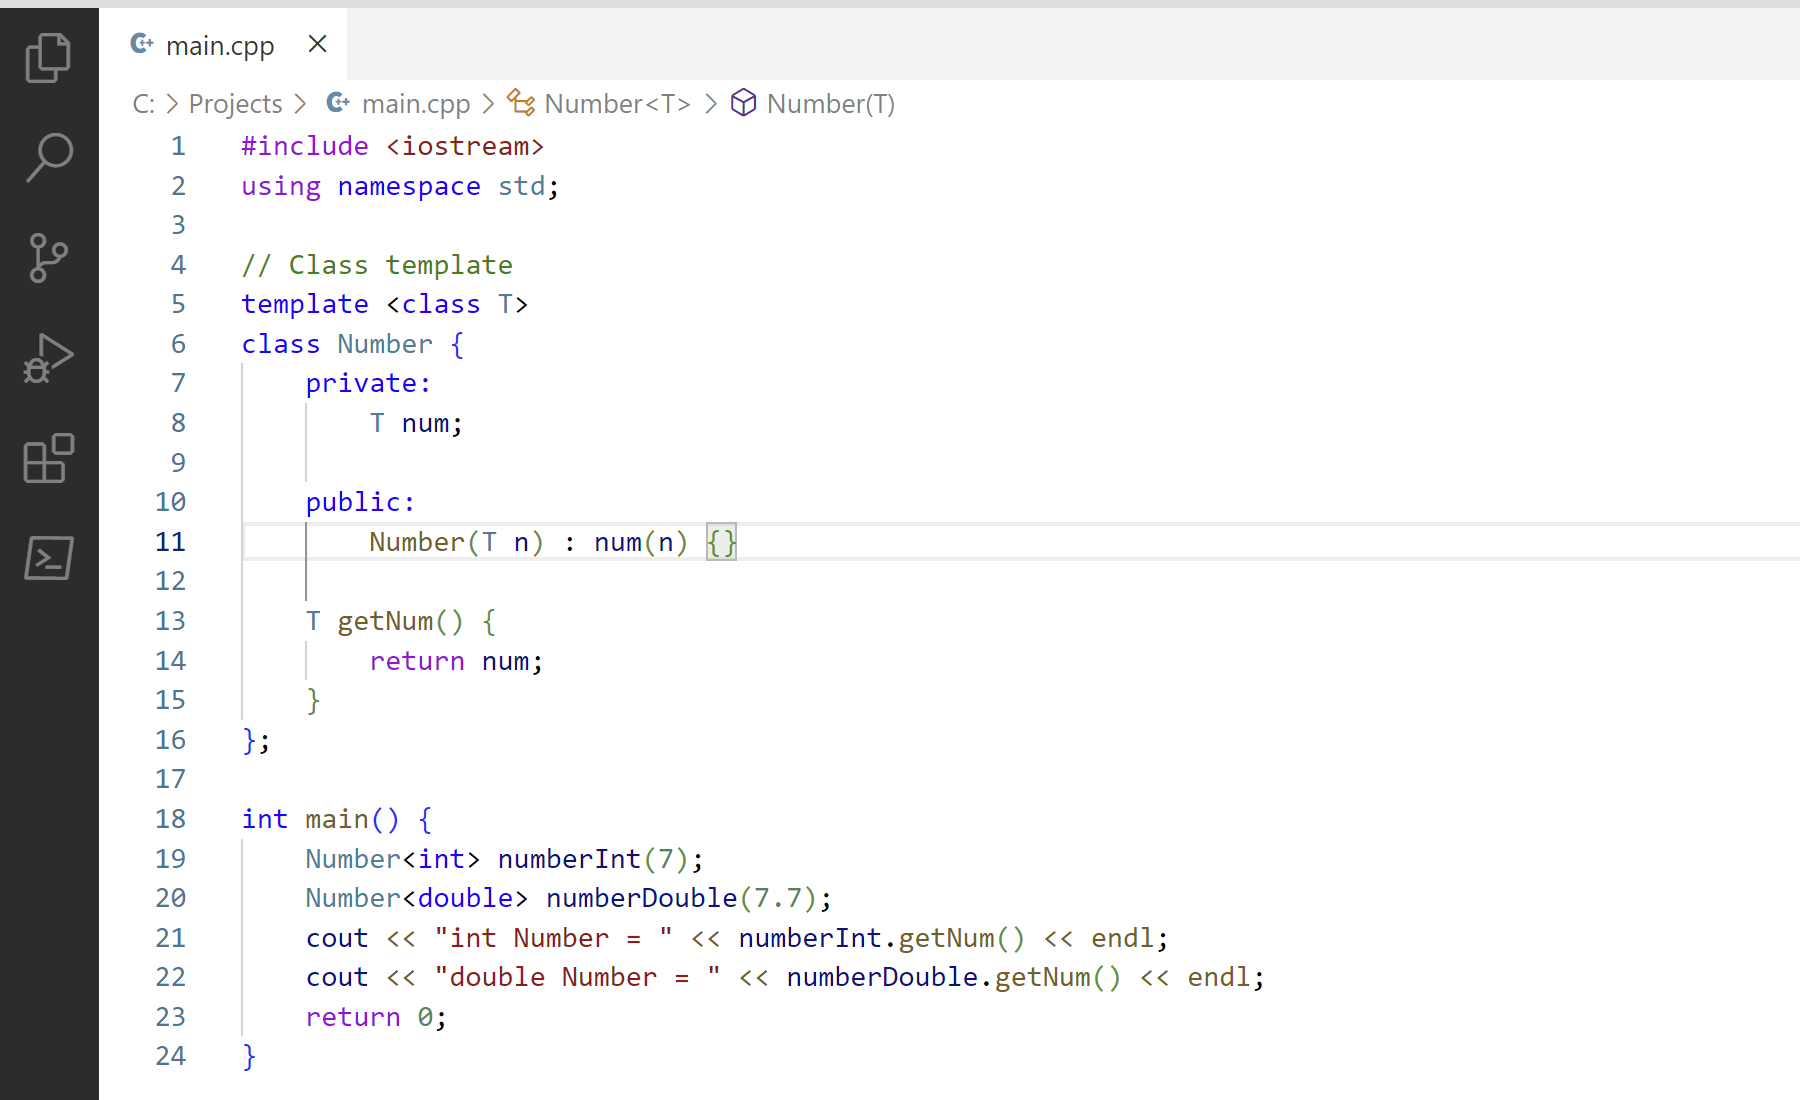 main.cpp
C: > Projects > main.cpp > Number<T> > Number(T)
1 #include <iostream>
2 using namespace std;
3
4 // Class template
5 template <class T>
6 class Number {
7     private:
8         T num;
9
10     public:
11         Number(T n) : num(n) {}
12
13     T getNum() {
14         return num;
15     }
16 };
17
18 int main() {
19     Number<int> numberInt(7);
20     Number<double> numberDouble(7.7);
21     cout << "int Number = " << numberInt.getNum() << endl;
22     cout << "double Number = " << numberDouble.getNum() << endl;
23     return 0;
24 }